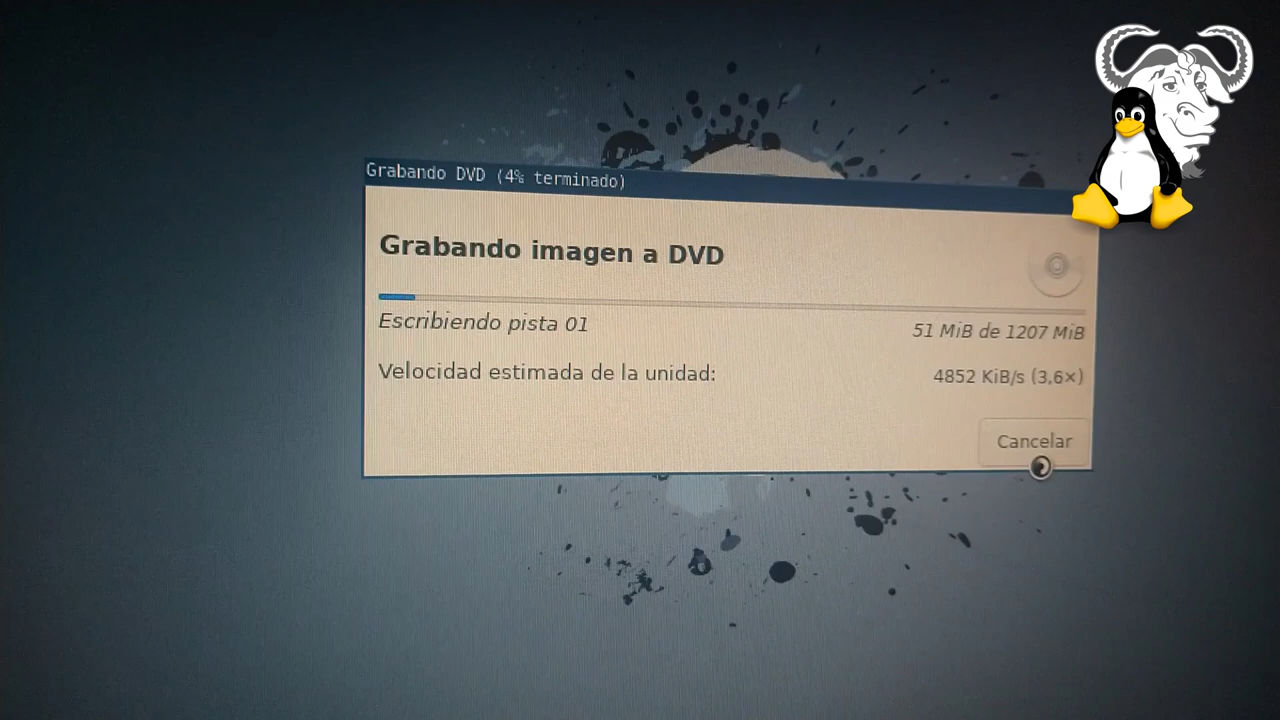 Grabando DVD (4% terminado)
Grabando imagen a DVD
Escribiendo pista 01
51 MiB de 1207 MiB
Velocidad estimada de la unidad:
4852 KiB/s (3,6×)
Cancelar